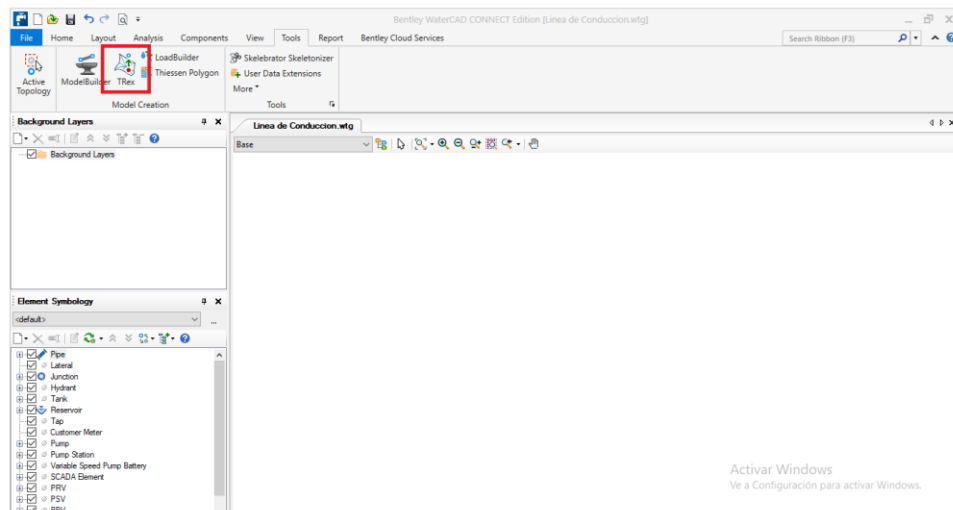 Bentley WaterCAD CONNECT Edition [Linea de Conduccion.wtg]
File Home Layout Analysis Components View Tools Report Bentley Cloud Services Search Ribbon (F3)
Active Topology
ModelBuilder
TRex
LoadBuilder
Thiessen Polygon
Model Creation
Skelebrator Skeletonizer
User Data Extensions
More
Tools
Background Layers
Background Layers
Linea de Conduccion.wtg
Base
Element Symbology
<default>
...
Pipe
Lateral
Junction
Hydrant
Tank
Reservoir
Tap
Customer Meter
Pump
Pump Station
Variable Speed Pump Battery
SCADA Element
PRV
PSV
Activar Windows
Ve a Configuración para activar Windows.